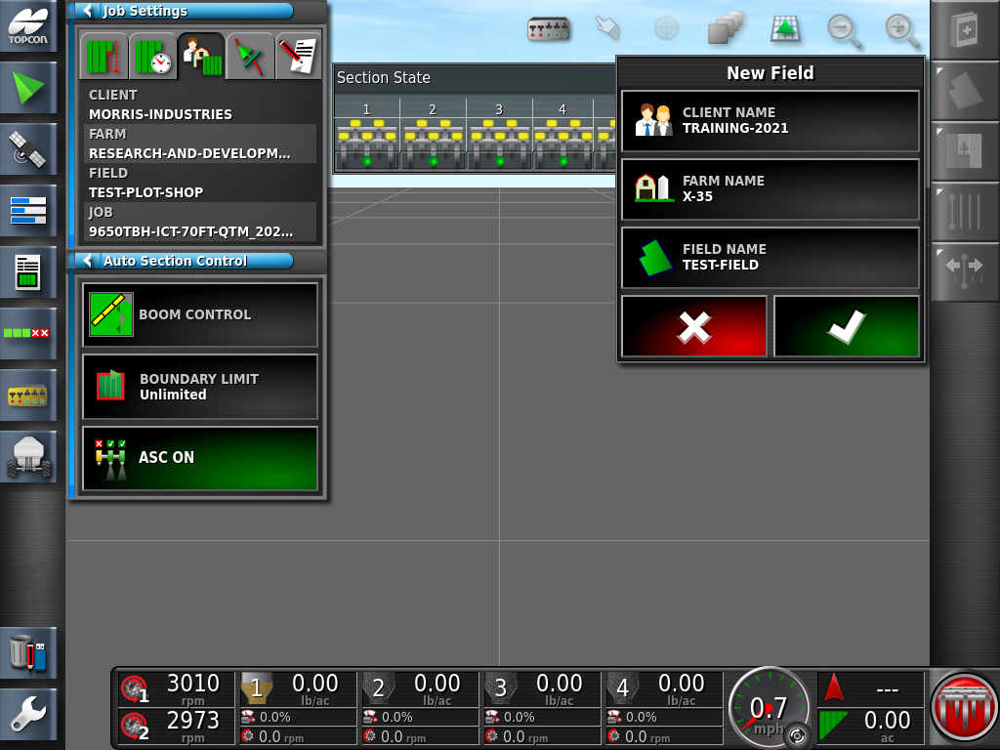 TOPCON
Job Settings
CLIENT
MORRIS-INDUSTRIES
FARM
RESEARCH-AND-DEVELOPM...
FIELD
TEST-PLOT-SHOP
JOB
9650TBH-ICT-70FT-QTM_202...
Auto Section Control
BOOM CONTROL
BOUNDARY LIMIT
Unlimited
ASC ON
Section State
1 2 3 4
New Field
CLIENT NAME
TRAINING-2021
FARM NAME
X-35
FIELD NAME
TEST-FIELD
1 3010 rpm
2 2973 rpm
1 0.00 lb/ac
0.0%
0.0 rpm
2 0.00 lb/ac
0.0%
0.0 rpm
3 0.00 lb/ac
0.0%
0.0 rpm
4 0.00 lb/ac
0.0%
0.0 rpm
0.7
mph
---
0.00
ac